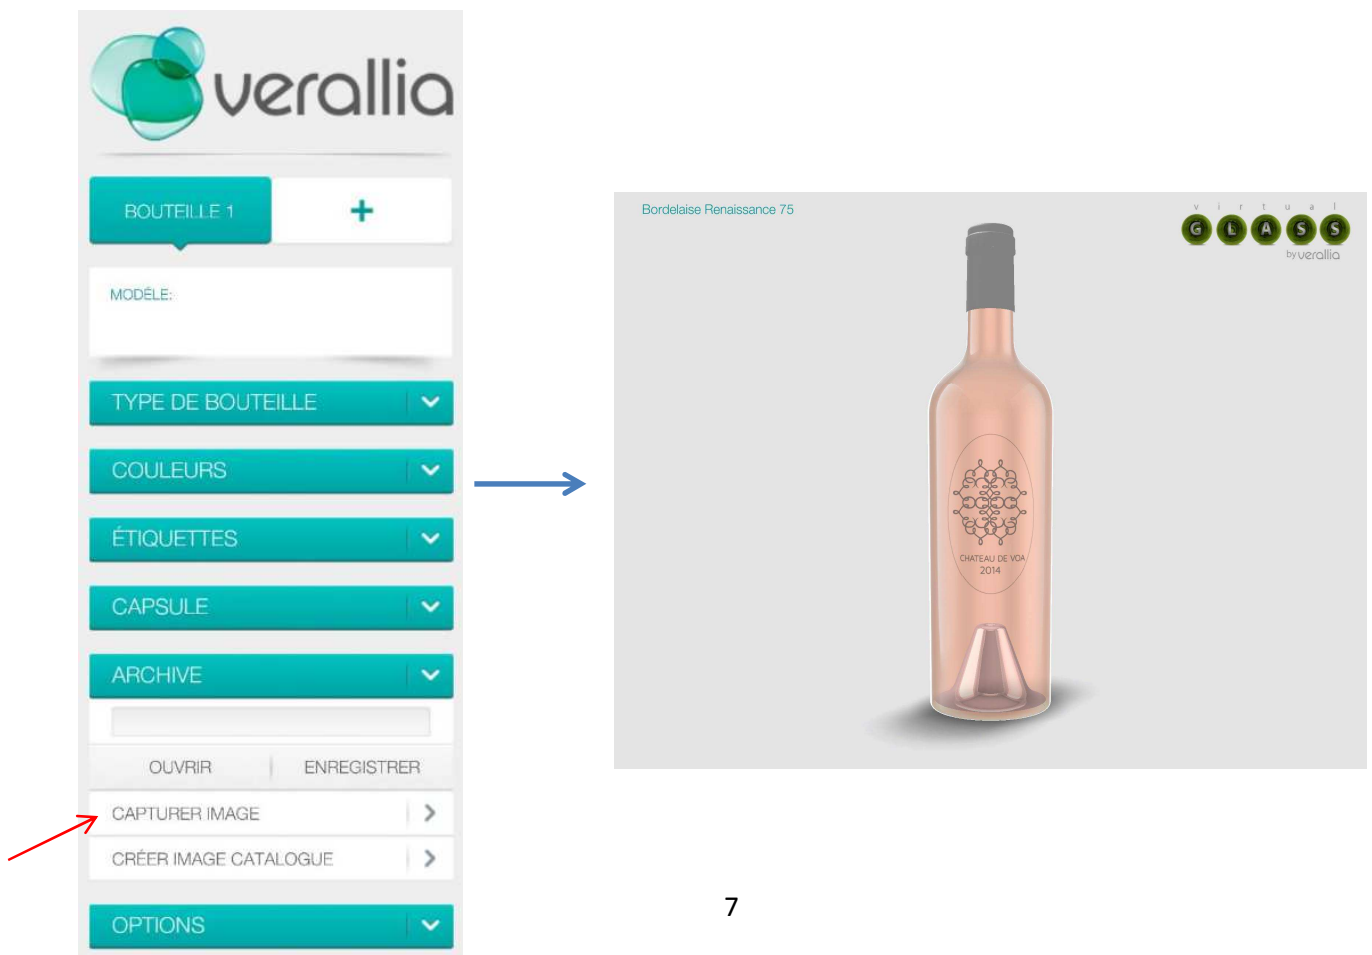 verallia
BOUTEILLE 1
+
MODÉLE:
TYPE DE BOUTEILLE
COULEURS
ÉTIQUETTES
CAPSULE
ARCHIVE
OUVRIR
ENREGISTRER
CAPTURER IMAGE
CRÉER IMAGE CATALOGUE
OPTIONS
Bordelaise Renaissance 75
virtual
GLASS
by verallia
CHATEAU DE VOA
2014
7